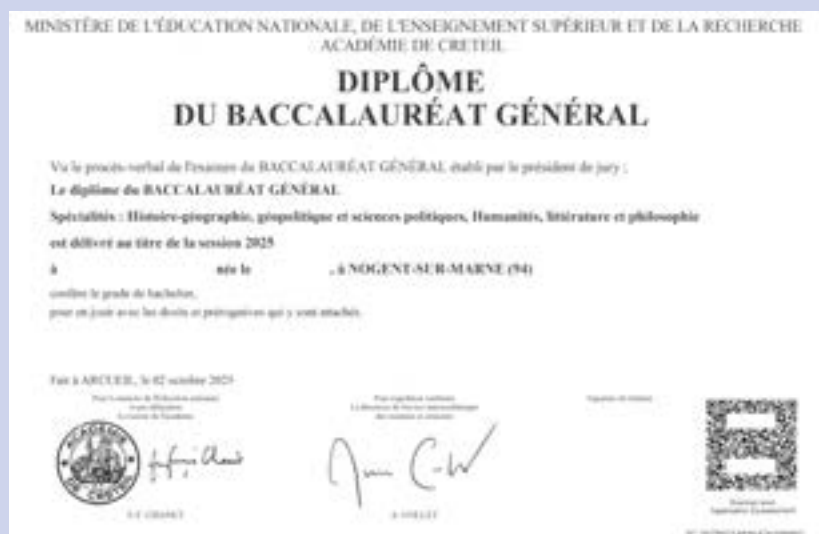 MINISTÈRE DE L'ÉDUCATION NATIONALE, DE L'ENSEIGNEMENT SUPÉRIEUR ET DE LA RECHERCHE
ACADÉMIE DE CRETEIL
DIPLÔME
DU BACCALAURÉAT GÉNÉRAL
Vu le procès-verbal de l'examen du BACCALAURÉAT GÉNÉRAL établi par le président de jury ;
Le diplôme du BACCALAURÉAT GÉNÉRAL
Spécialités : Histoire-géographie, géopolitique et sciences politiques, Humanités, littérature et philosophie
est délivré au titre de la session 2025
à née le , à NOGENT-SUR-MARNE (94)
confère le grade de bachelier,
pour en jouir avec les droits et prérogatives qui y sont attachés.
Fait à ARCUEIL, le 02 octobre 2025
ACADÉMIE DE CRETEIL